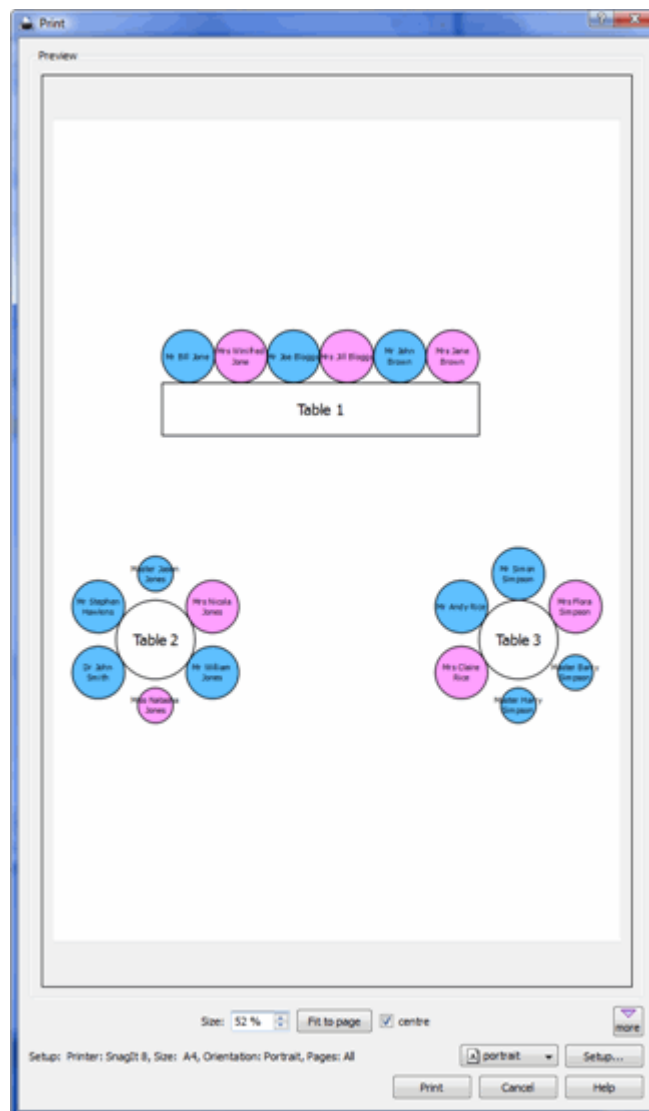 Print
Preview
Mr Bill Jane
Mrs Winifred
Jane
Mr Joe Bloggs
Mrs Jill Bloggs
Mr John
Brown
Mrs Jane
Brown
Table 1
Master Jason
Jones
Mr Stephen
Hawkins
Mrs Nicola
Jones
Table 2
Dr John
Smith
Mr William
Jones
Miss Natasha
Jones
Mr Simon
Simpson
Mr Andy Rice
Mrs Flora
Simpson
Table 3
Mrs Claire
Rice
Master Barry
Simpson
Master Harry
Simpson
Size: 52 % Fit to page centre
more
Setup: Printer: SnagIt 8, Size: A4, Orientation: Portrait, Pages: All
A portrait Setup...
Print Cancel Help